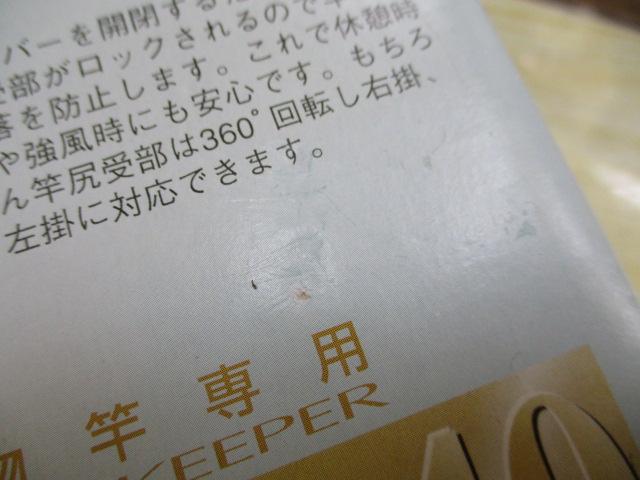 バーを開閉する
部がロックされるので
を防止します。これで休憩時
や強風時にも安心です。もちろ
ん竿尻受部は360°回転し右掛、
左掛に対応できます。
物竿専用
KEEPER
40